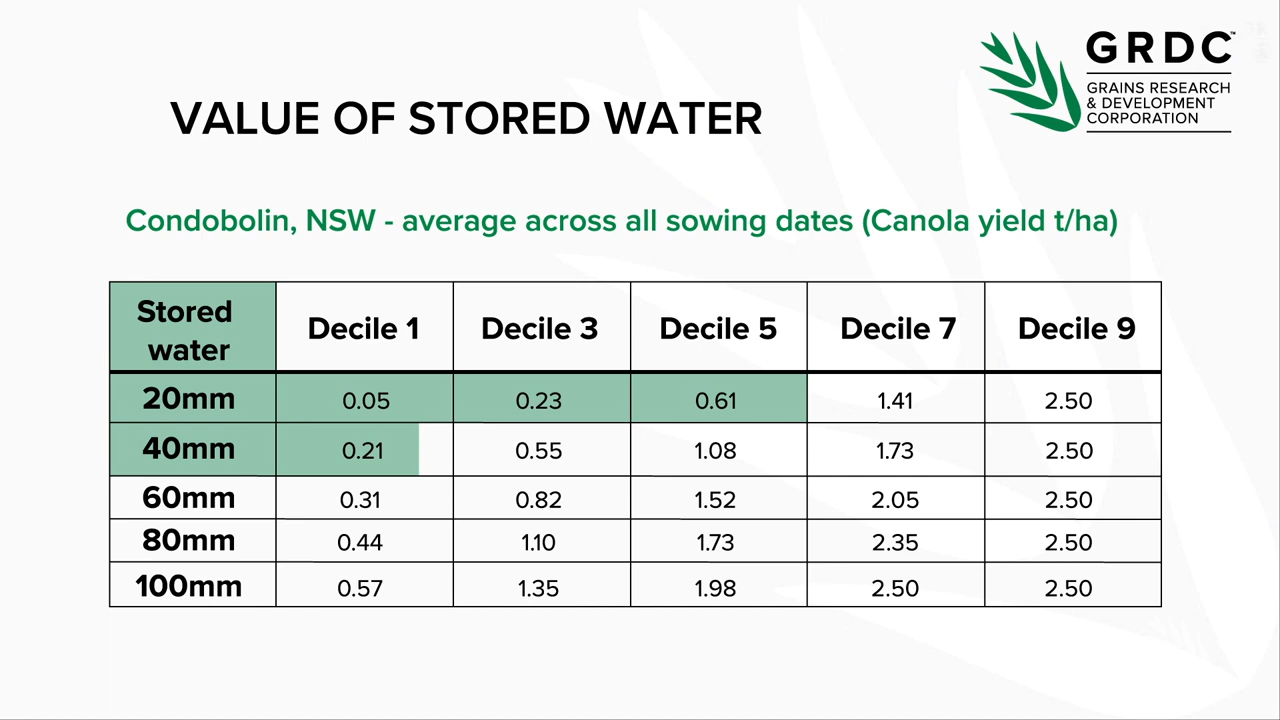 GRDC™
GRAINS RESEARCH
& DEVELOPMENT
CORPORATION
VALUE OF STORED WATER
Condobolin, NSW - average across all sowing dates (Canola yield t/ha)
Stored water Decile 1 Decile 3 Decile 5 Decile 7 Decile 9
20mm 0.05 0.23 0.61 1.41 2.50
40mm 0.21 0.55 1.08 1.73 2.50
60mm 0.31 0.82 1.52 2.05 2.50
80mm 0.44 1.10 1.73 2.35 2.50
100mm 0.57 1.35 1.98 2.50 2.50